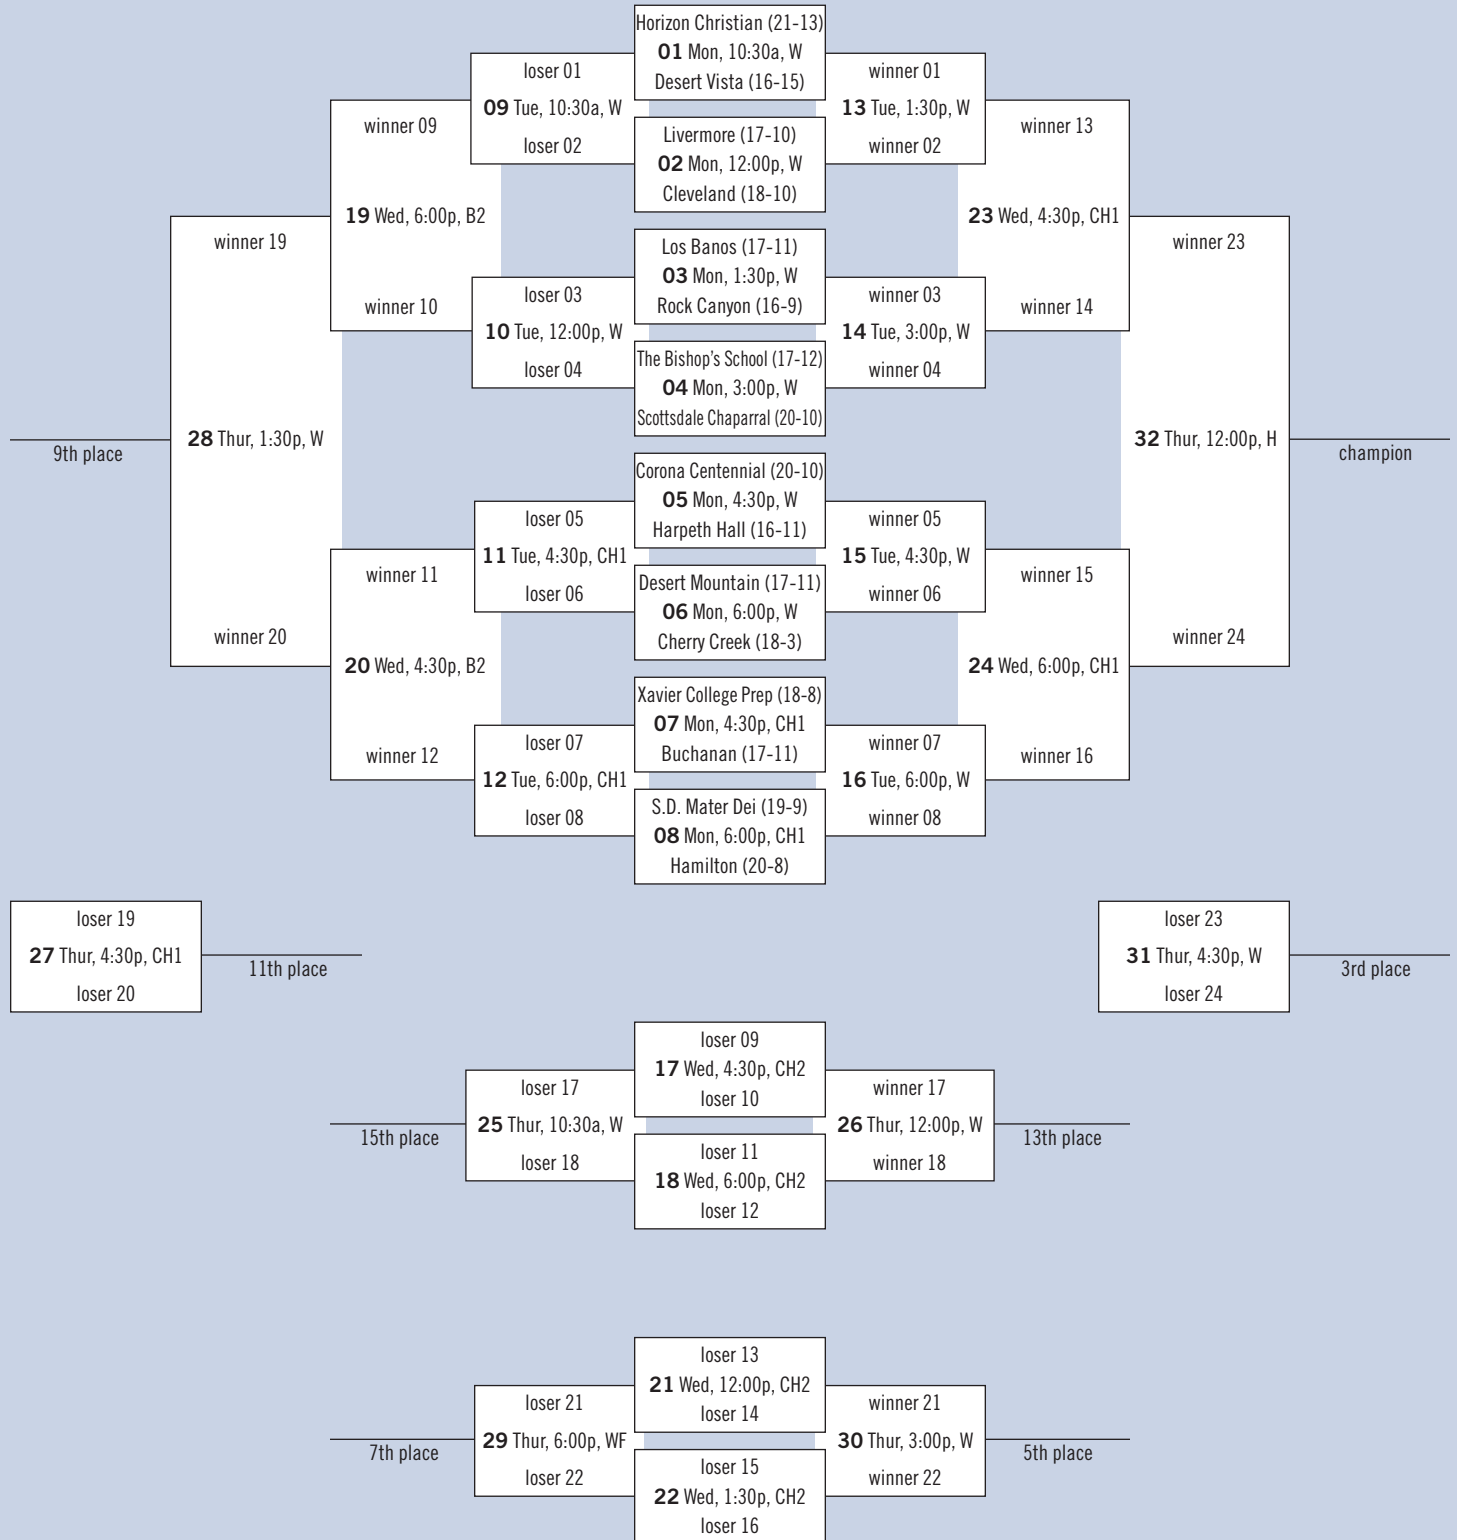 Horizon Christian (21-13)
01 Mon, 10:30a, W
Desert Vista (16-15)
Livermore (17-10)
02 Mon, 12:00p, W
Cleveland (18-10)
Los Banos (17-11)
03 Mon, 1:30p, W
Rock Canyon (16-9)
The Bishop's School (17-12)
04 Mon, 3:00p, W
Scottsdale Chaparral (20-10)
Corona Centennial (20-10)
05 Mon, 4:30p, W
Harpeth Hall (16-11)
Desert Mountain (17-11)
06 Mon, 6:00p, W
Cherry Creek (18-3)
Xavier College Prep (18-8)
07 Mon, 4:30p, CH1
Buchanan (17-11)
S.D. Mater Dei (19-9)
08 Mon, 6:00p, CH1
Hamilton (20-8)
loser 01
09 Tue, 10:30a, W
loser 02
loser 03
10 Tue, 12:00p, W
loser 04
loser 05
11 Tue, 4:30p, CH1
loser 06
loser 07
12 Tue, 6:00p, CH1
loser 08
winner 09
19 Wed, 6:00p, B2
winner 10
winner 11
20 Wed, 4:30p, B2
winner 12
winner 19
28 Thur, 1:30p, W
winner 20
9th place
winner 01
13 Tue, 1:30p, W
winner 02
winner 03
14 Tue, 3:00p, W
winner 04
winner 05
15 Tue, 4:30p, W
winner 06
winner 07
16 Tue, 6:00p, W
winner 08
winner 13
23 Wed, 4:30p, CH1
winner 14
winner 15
24 Wed, 6:00p, CH1
winner 16
winner 23
32 Thur, 12:00p, H
winner 24
champion
loser 19
27 Thur, 4:30p, CH1
loser 20
11th place
loser 23
31 Thur, 4:30p, W
loser 24
3rd place
loser 09
17 Wed, 4:30p, CH2
loser 10
loser 11
18 Wed, 6:00p, CH2
loser 12
loser 17
25 Thur, 10:30a, W
loser 18
15th place
winner 17
26 Thur, 12:00p, W
winner 18
13th place
loser 13
21 Wed, 12:00p, CH2
loser 14
loser 15
22 Wed, 1:30p, CH2
loser 16
loser 21
29 Thur, 6:00p, WF
loser 22
7th place
winner 21
30 Thur, 3:00p, W
winner 22
5th place